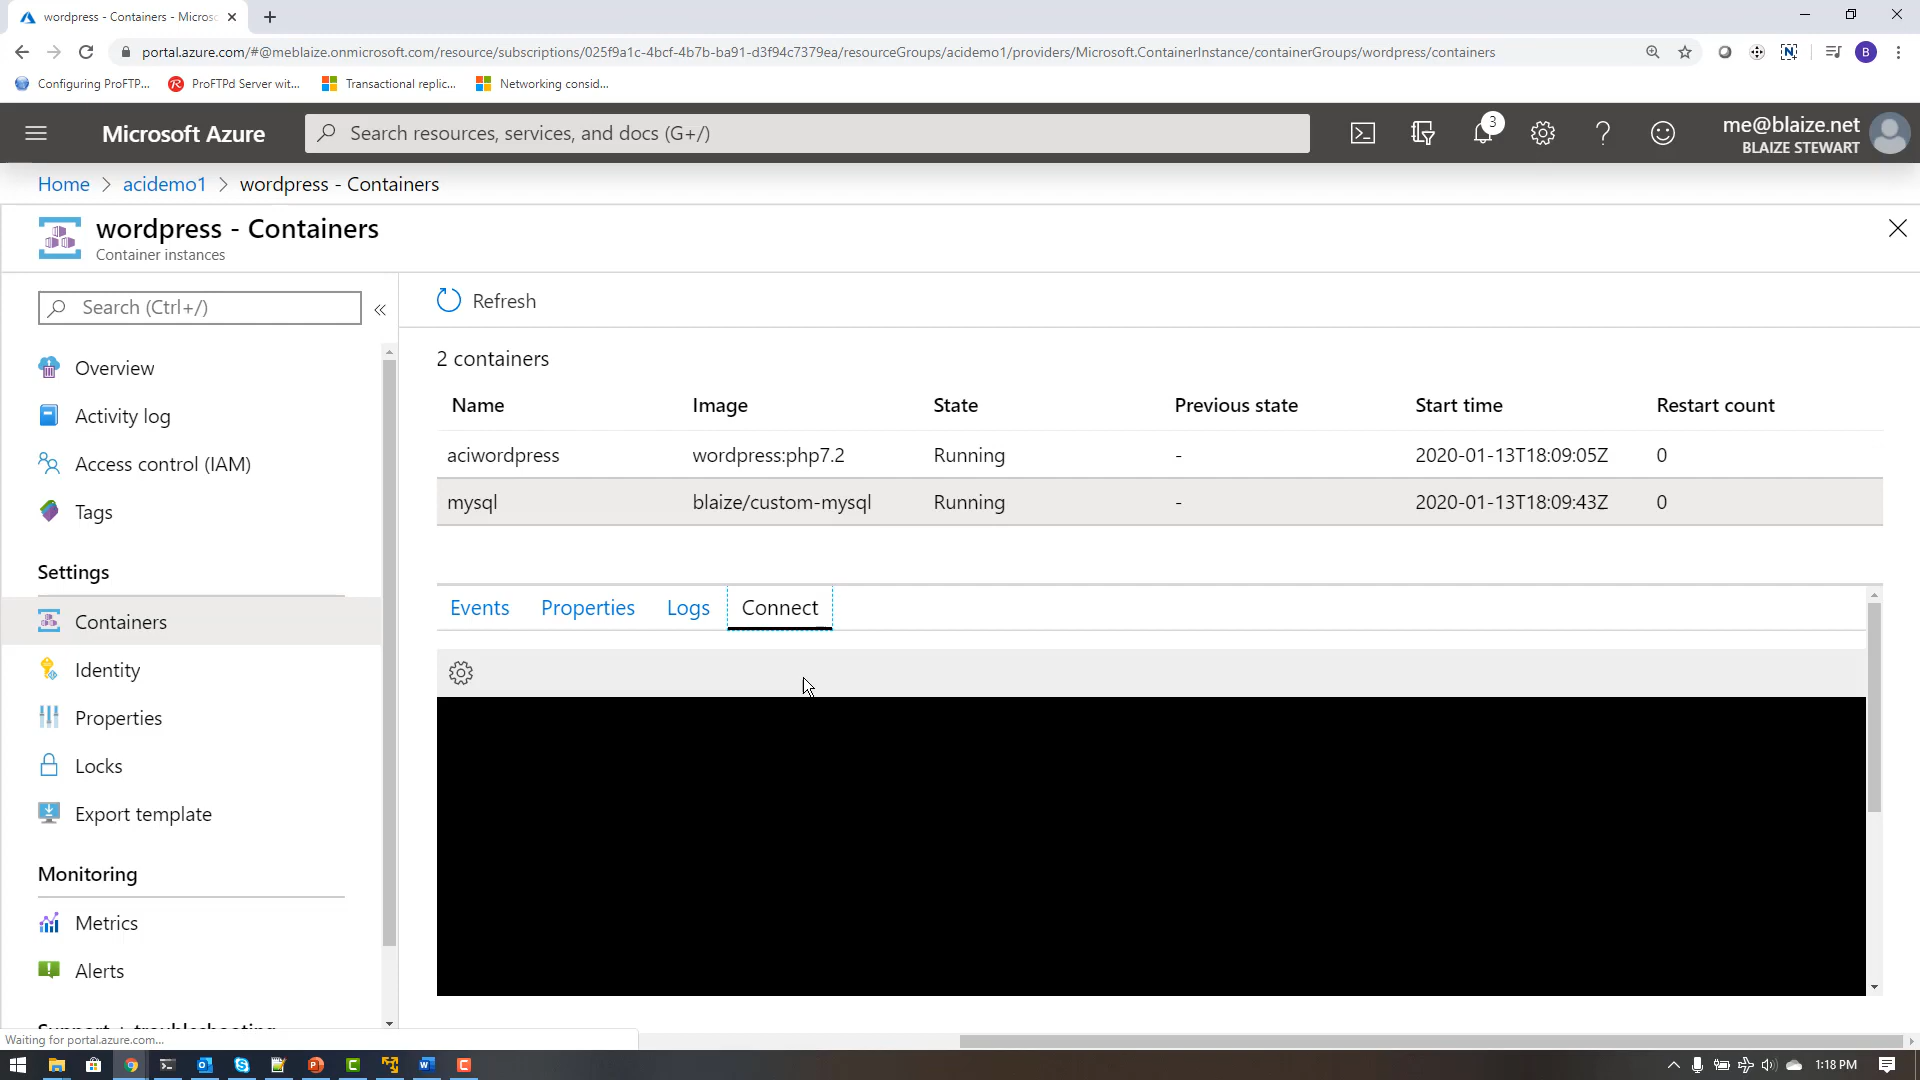 wordpress - Containers - Micros
portal.azure.com/#@meblaize.onmicrosoft.com/resource/subscriptions/025f9a1c-4bcf-4b7b-ba91-d3f94c7379ea/resourceGroups/acidemo1/providers/Microsoft.ContainerInstance/containerGroups/wordpress/containers
B
Configuring ProFTP... ProFTPd Server wit... Transactional replic... Networking consid...
Microsoft Azure
Search resources, services, and docs (G+/)
3
me@blaize.net
BLAIZE STEWART
Home > acidemo1 > wordpress - Containers
wordpress - Containers
Container instances
Search (Ctrl+/)
«
Overview
Activity log
Access control (IAM)
Tags
Settings
Containers
Identity
Properties
Locks
Export template
Monitoring
Metrics
Alerts
Support + troubleshooting
Refresh
2 containers
Name Image State Previous state Start time Restart count
aciwordpress wordpress:php7.2 Running - 2020-01-13T18:09:05Z 0
mysql blaize/custom-mysql Running - 2020-01-13T18:09:43Z 0
Events Properties Logs Connect
Waiting for portal.azure.com...
1:18 PM